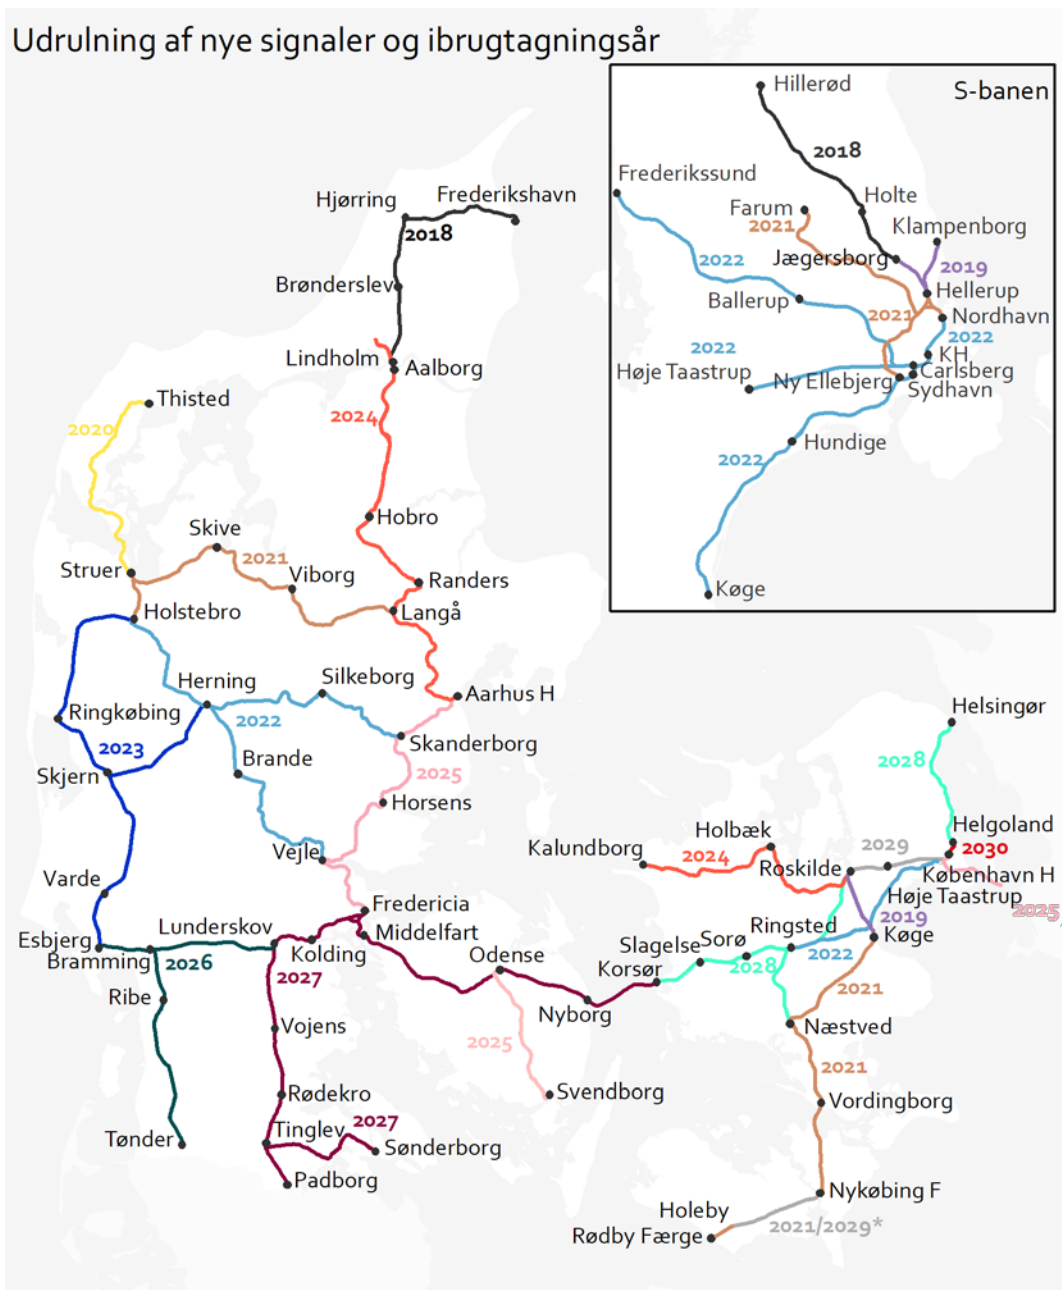 Udrulning af nye signaler og ibrugtagningsår
S-banen
Hillerød
2018
Frederikssund
Holte
Farum
2021
Klampenborg
Jægersborg
2022
2019
Hellerup
Ballerup
2021
Nordhavn
2022
2022
KH
Høje Taastrup
Carlsberg
Ny Ellebjerg
Sydhavn
Hundige
2022
Køge
Frederikshavn
Hjørring
2018
Brønderslev
Lindholm
Aalborg
Thisted
2024
2020
Hobro
Skive
2021
Struer
Viborg
Randers
Holstebro
Langå
Silkeborg
Herning
Aarhus H
Ringkøbing
2022
Skanderborg
2023
Brande
Skjern
2025
Horsens
Vejle
Varde
Fredericia
Lunderskov
Middelfart
Esbjerg
Bramming
2026
Kolding
2027
Odense
Ribe
Nyborg
Vojens
2025
Rødekro
Svendborg
Tinglev
2027
Tønder
Sønderborg
Padborg
Helsingør
2028
Helgoland
Holbæk
2029
2030
Kalundborg
2024
Roskilde
København H
Høje Taastrup
2025
2019
Ringsted
Køge
Slagelse
Sorø
2022
Korsør
2028
2021
Næstved
2021
Vordingborg
Nykøbing F
Holeby
2021/2029*
Rødby Færge